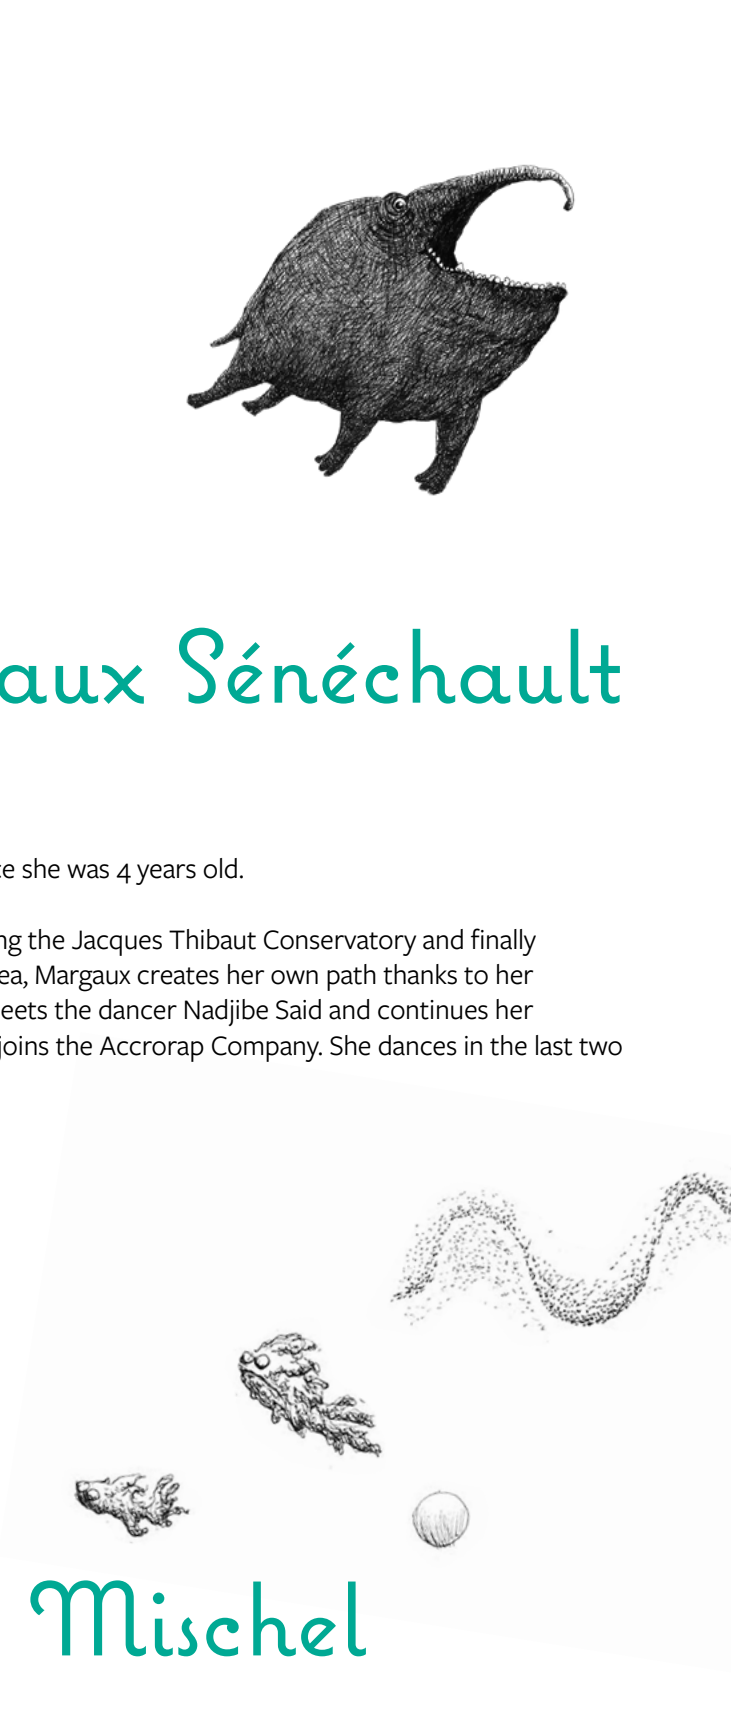 aux Sénéchault
ce she was 4 years old.
ng the Jacques Thibaut Conservatory and finally
ea, Margaux creates her own path thanks to her
eets the dancer Nadjibe Said and continues her
joins the Accrorap Company. She dances in the last two
Mischel